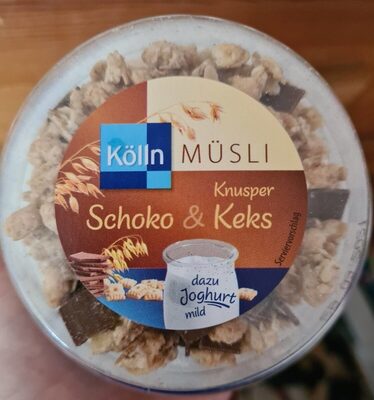 Kölln MÜSLI
Knusper
Schoko & Keks
dazu
Joghurt
mild
Serviervorschlag